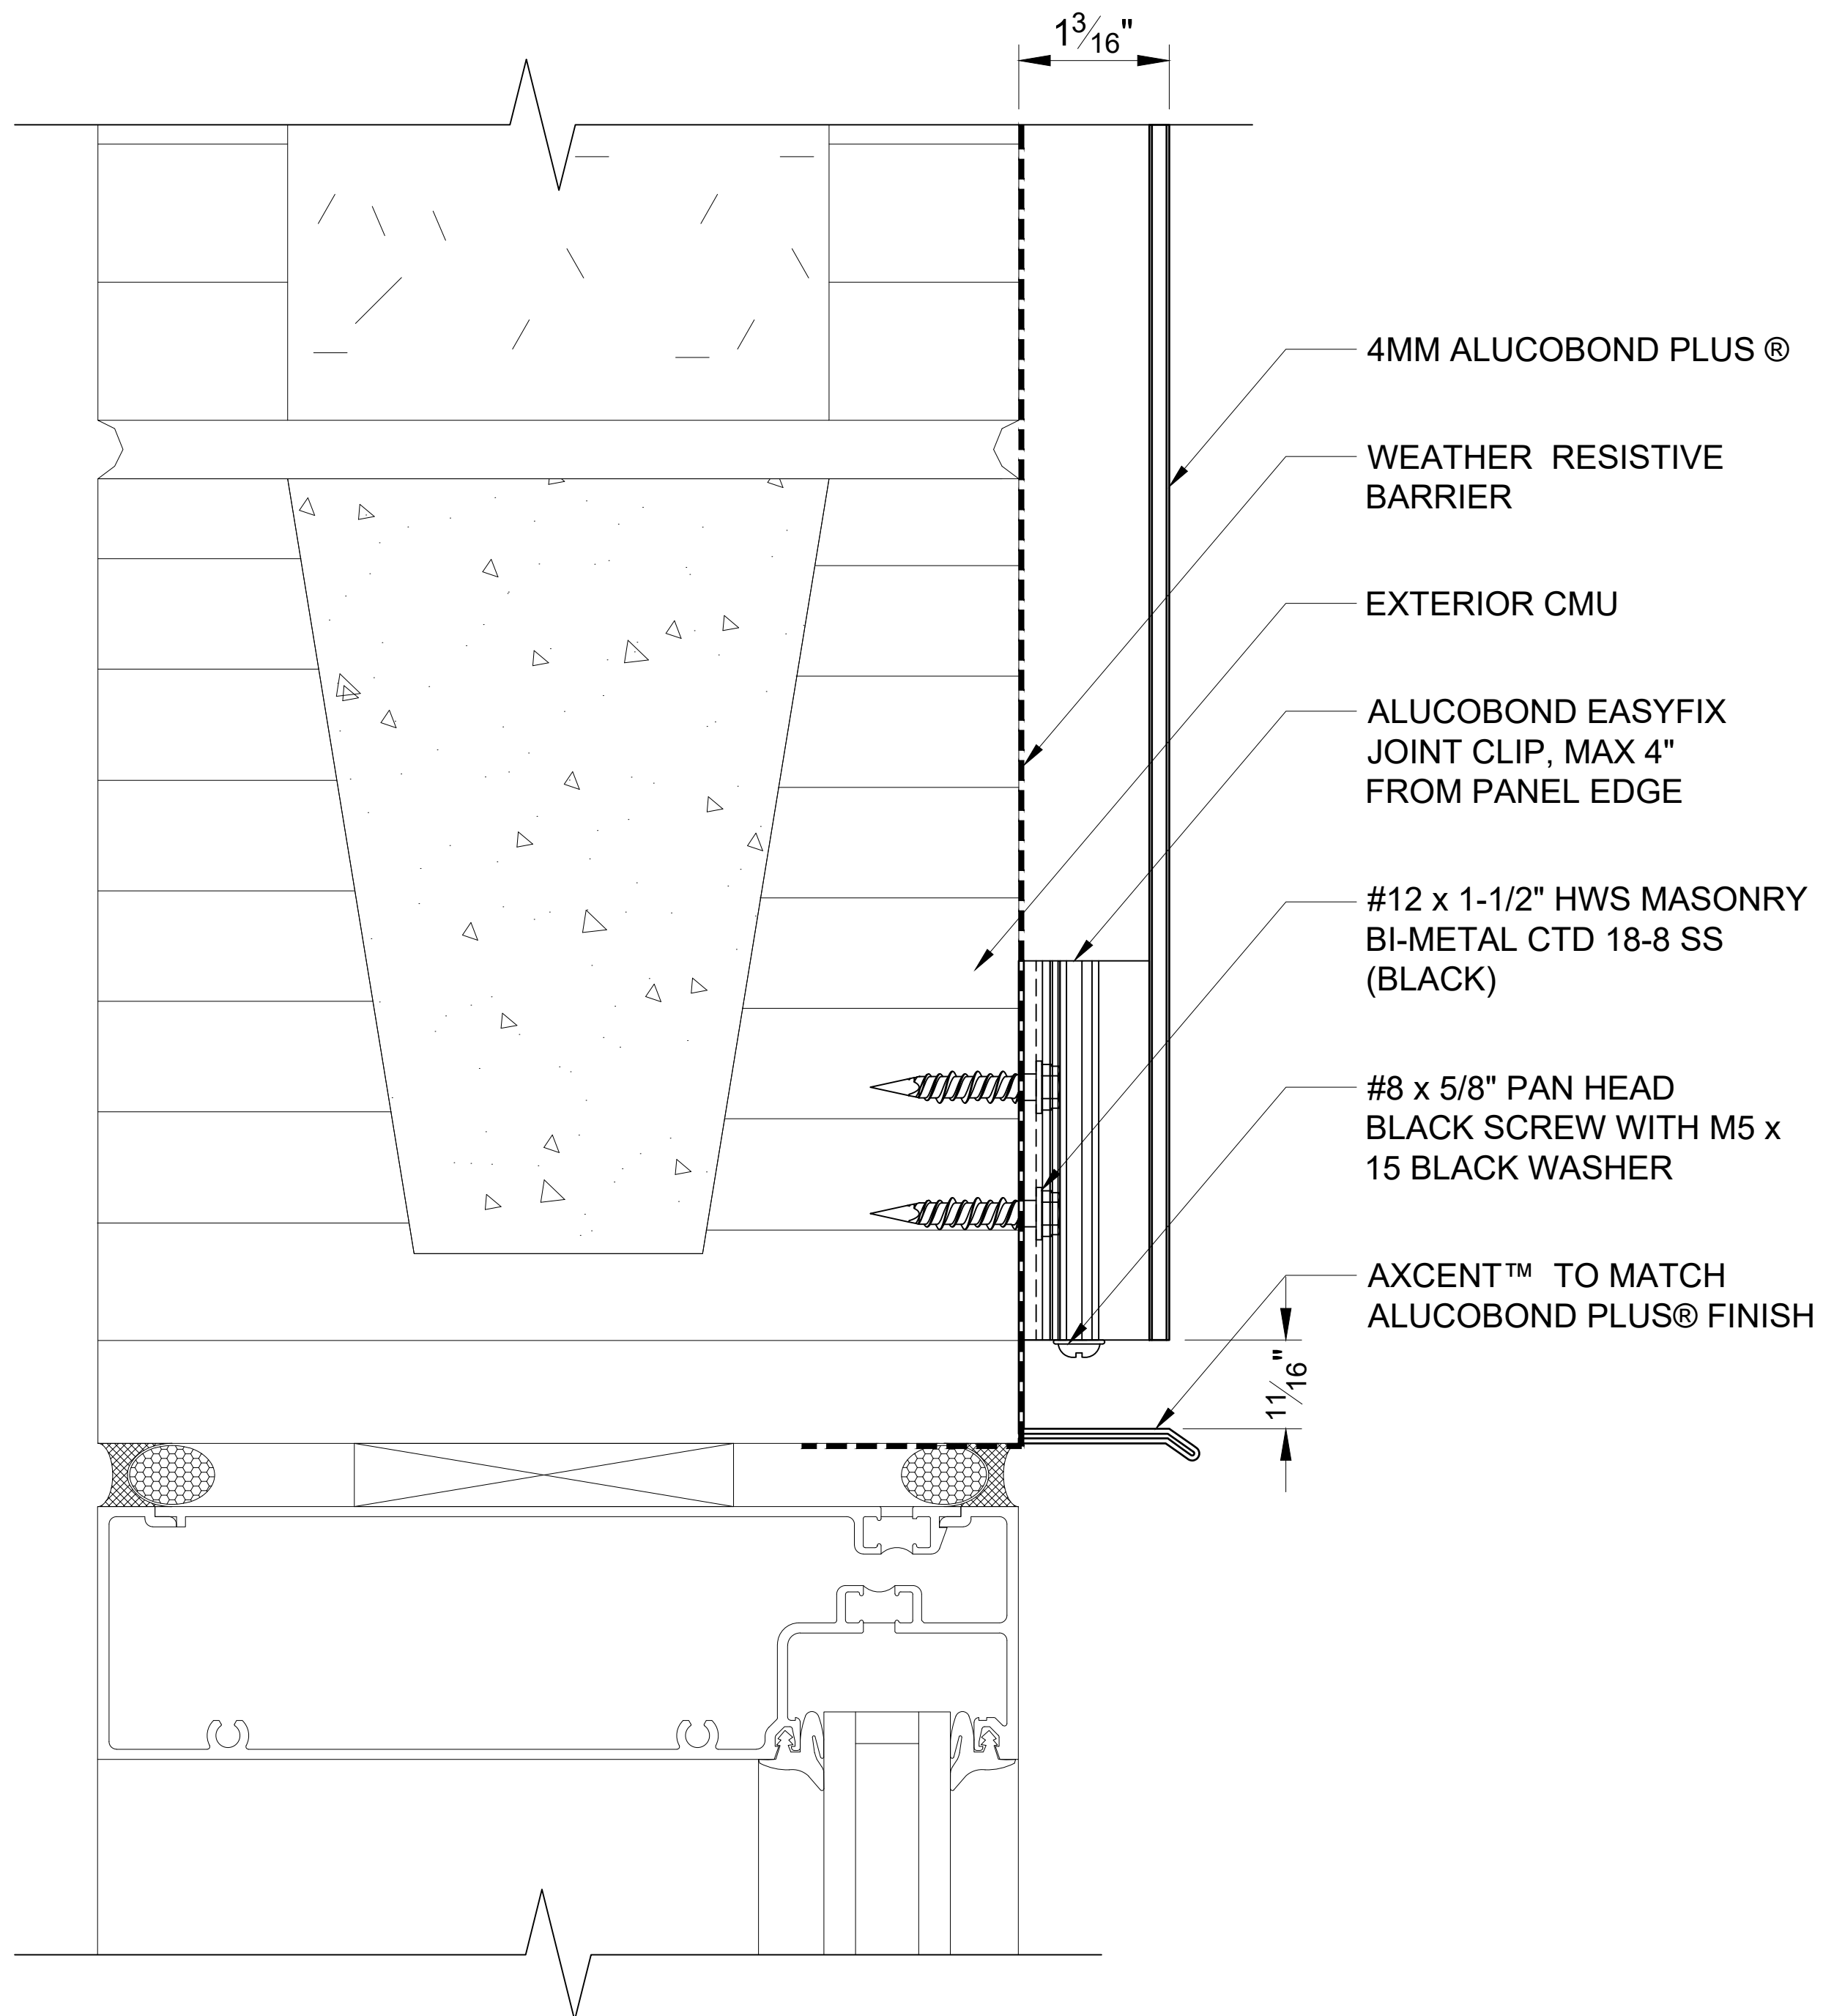 1 3/16"
4MM ALUCOBOND PLUS ®
WEATHER RESISTIVE
BARRIER
EXTERIOR CMU
ALUCOBOND EASYFIX
JOINT CLIP, MAX 4"
FROM PANEL EDGE
#12 x 1-1/2" HWS MASONRY
BI-METAL CTD 18-8 SS
(BLACK)
#8 x 5/8" PAN HEAD
BLACK SCREW WITH M5 x
15 BLACK WASHER
AXCENT™ TO MATCH
ALUCOBOND PLUS® FINISH
11/16"